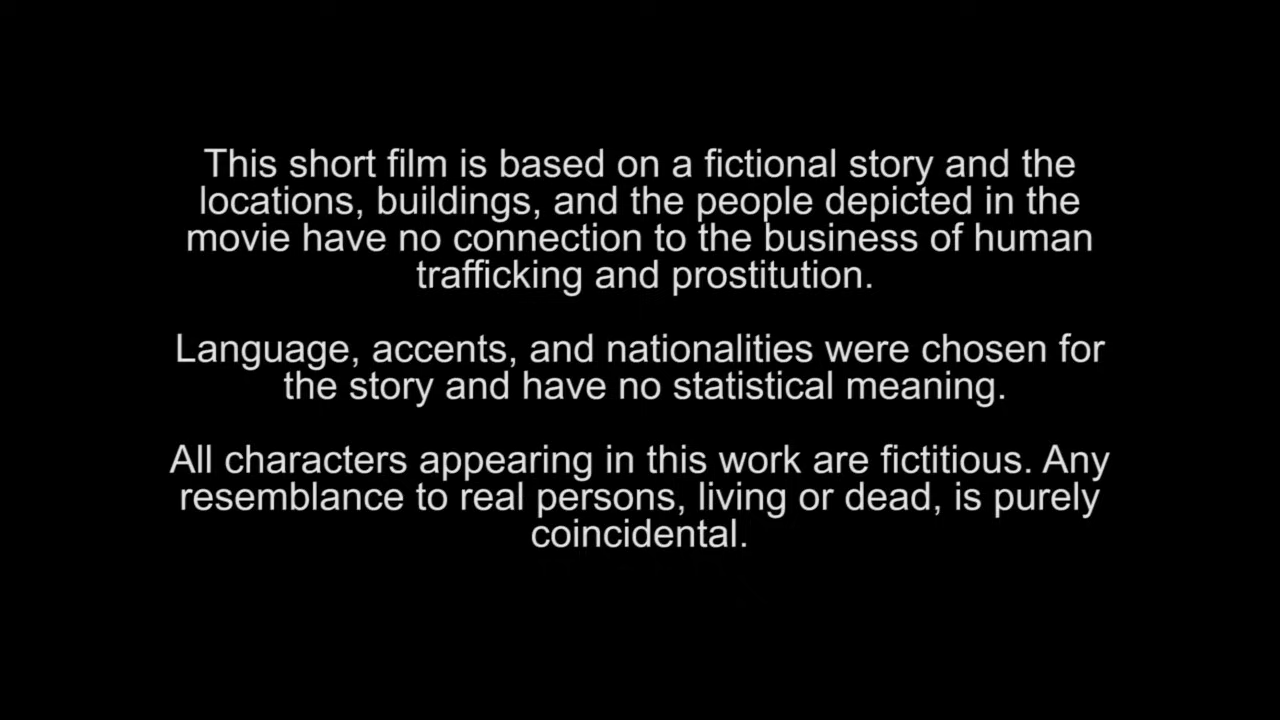 This short film is based on a fictional story and the
locations, buildings, and the people depicted in the
movie have no connection to the business of human
trafficking and prostitution.
Language, accents, and nationalities were chosen for
the story and have no statistical meaning.
All characters appearing in this work are fictitious. Any
resemblance to real persons, living or dead, is purely
coincidental.